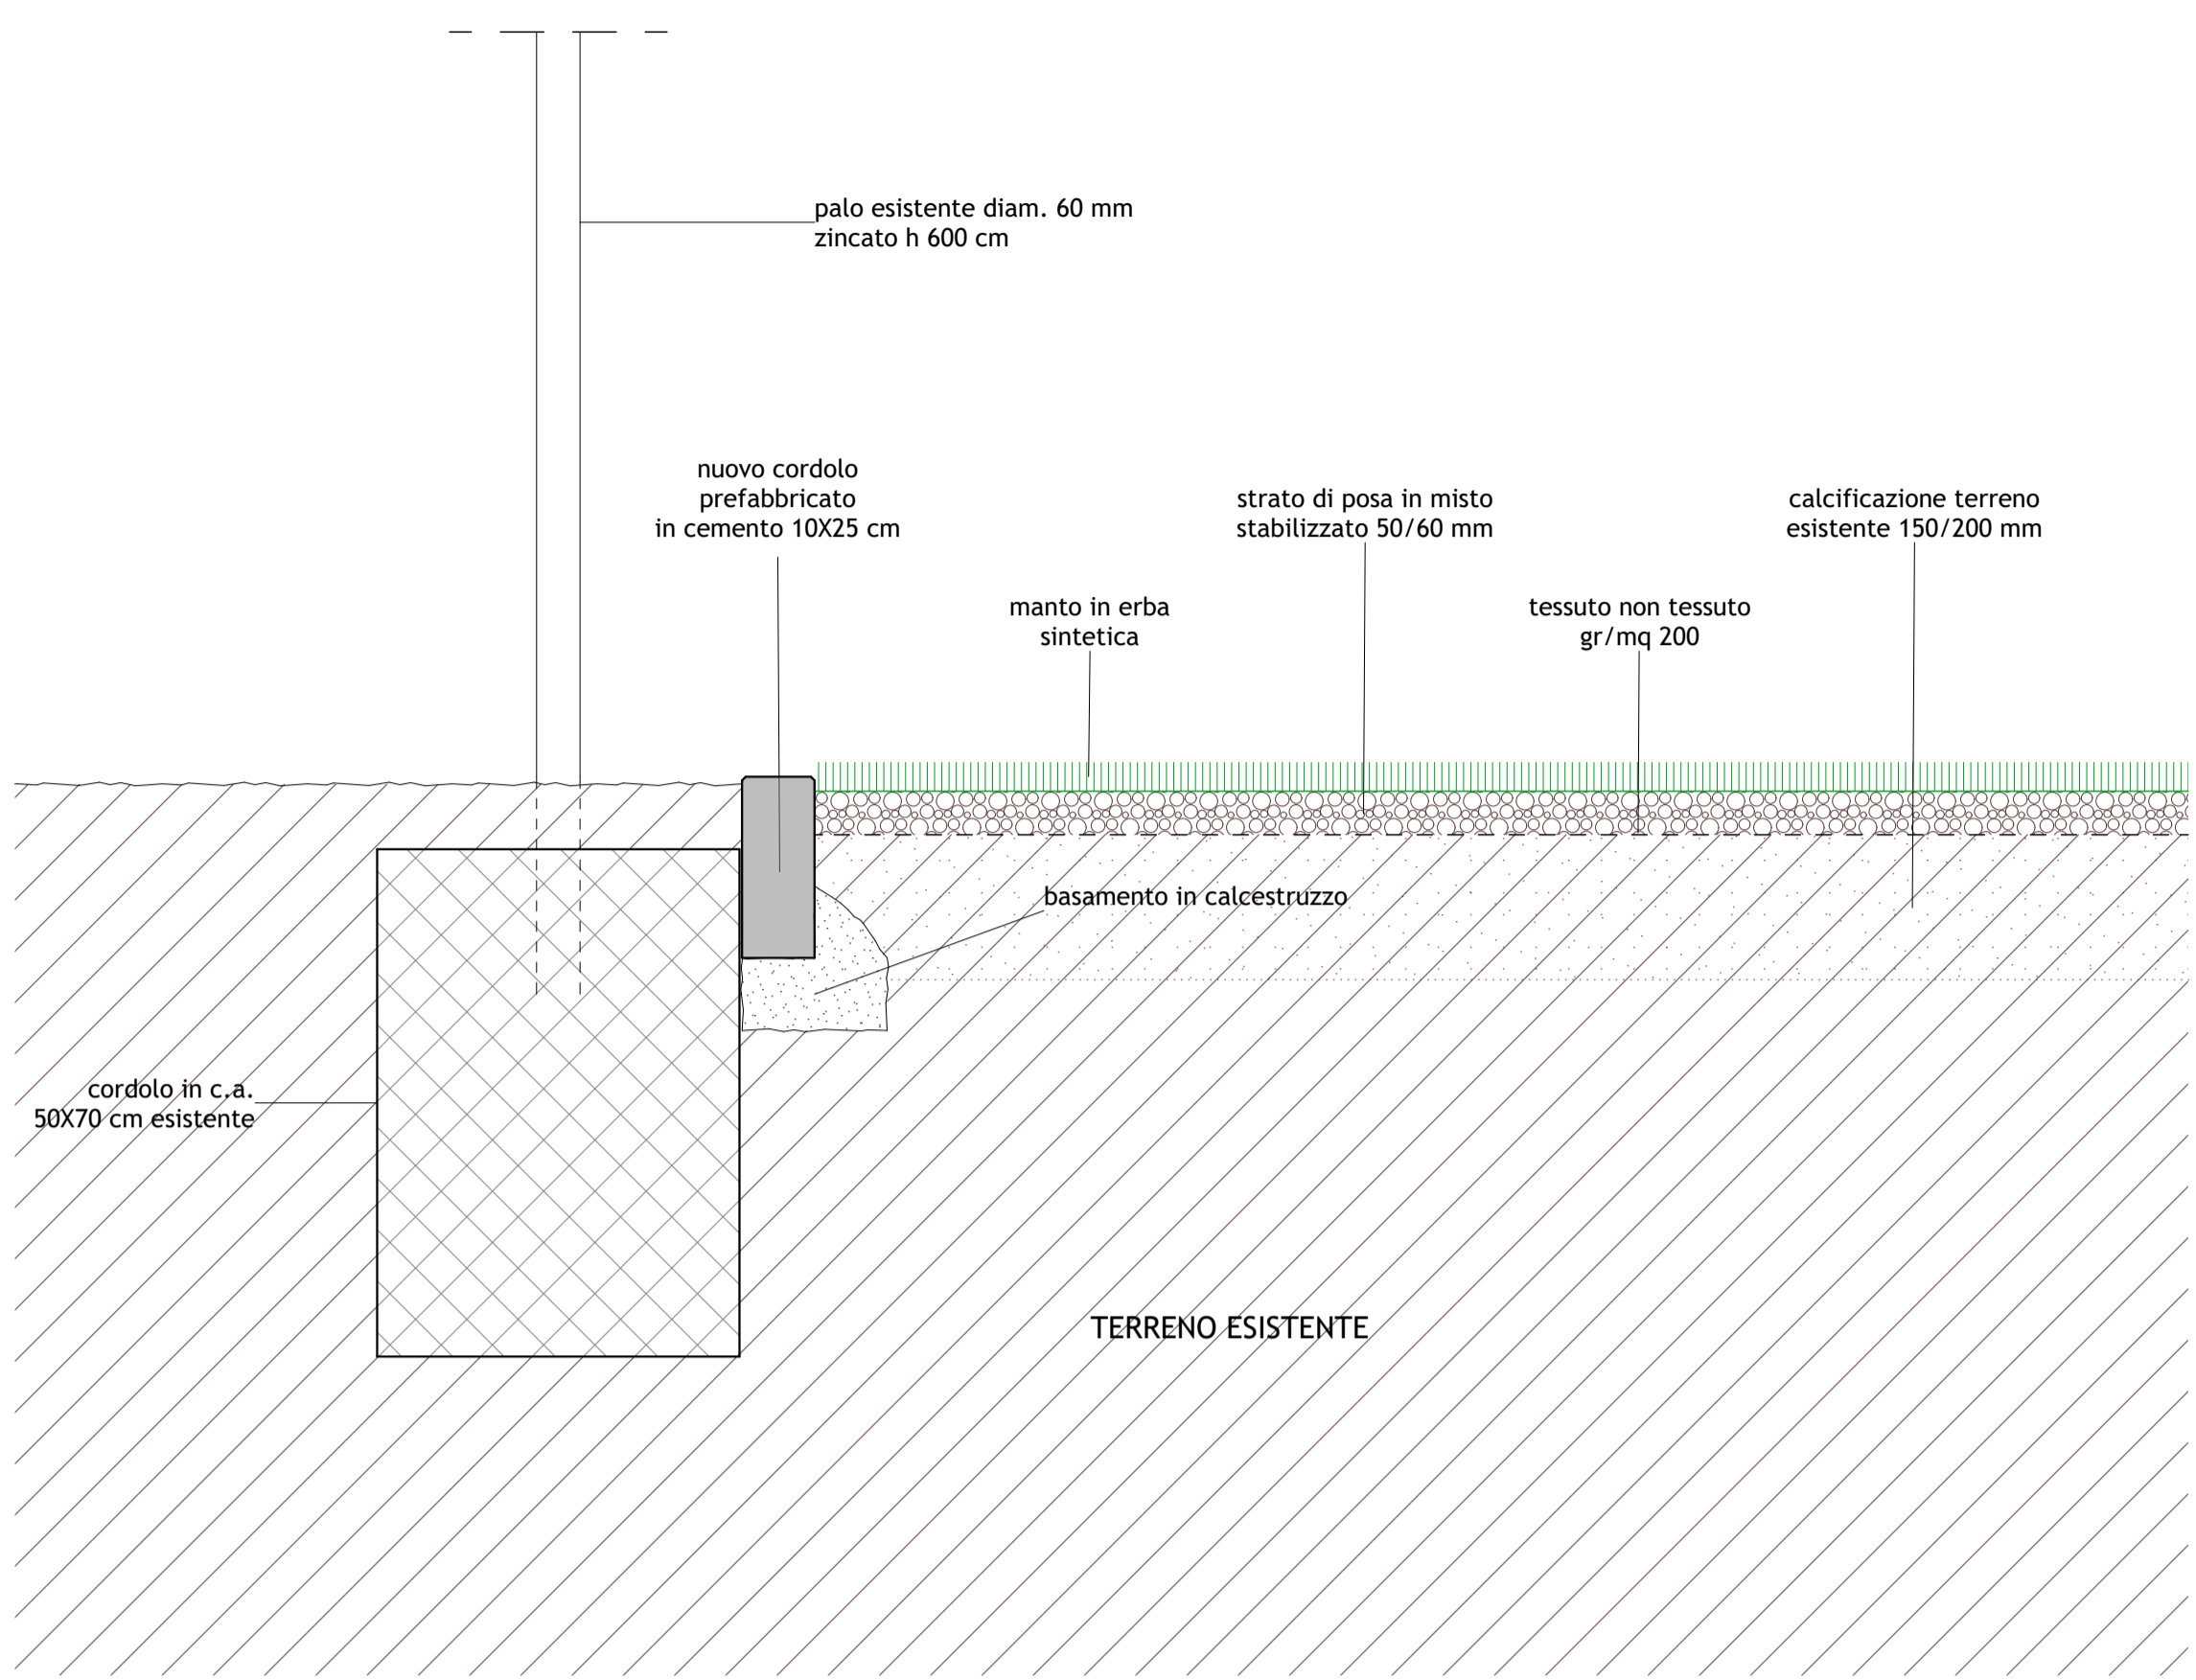 palo esistente diam. 60 mm
zincato h 600 cm
nuovo cordolo
prefabbricato
in cemento 10X25 cm
strato di posa in misto
stabilizzato 50/60 mm
calcificazione terreno
esistente 150/200 mm
manto in erba
sintetica
tessuto non tessuto
gr/mq 200
basamento in calcestruzzo
cordolo in c.a.
50X70 cm esistente
TERRENO ESISTENTE